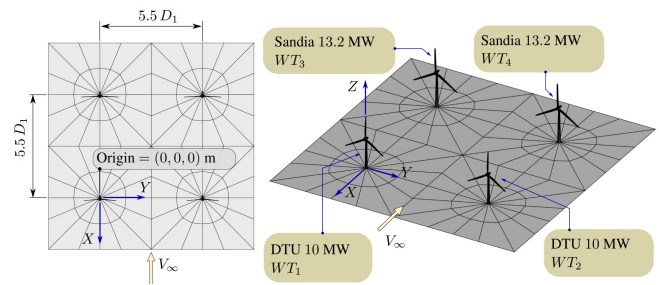 5.5 D₁
5.5 D₁
Origin = (0, 0, 0) m
Y
X
V∞
Sandia 13.2 MW
WT₃
Sandia 13.2 MW
WT₄
Z
Y
X
V∞
DTU 10 MW
WT₁
DTU 10 MW
WT₂